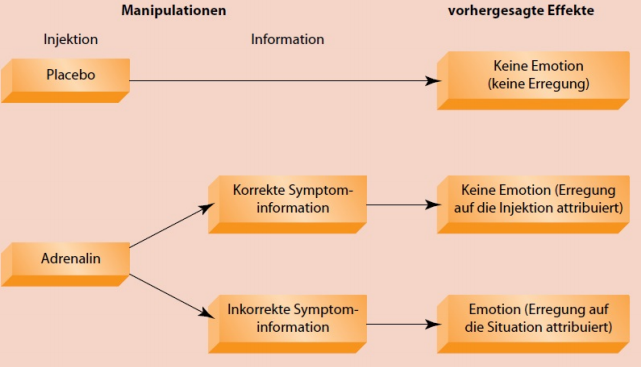 Manipulationen
vorhergesagte Effekte
Injektion
Information
Placebo
Keine Emotion
(keine Erregung)
Adrenalin
Korrekte Symptom-
information
Keine Emotion (Erregung
auf die Injektion attribuiert)
Inkorrekte Symptom-
information
Emotion (Erregung auf
die Situation attribuiert)